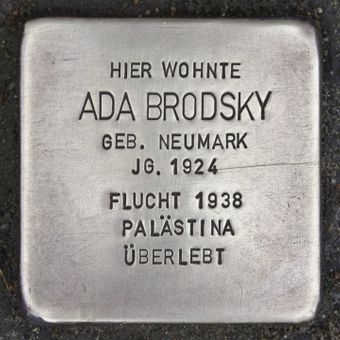 HIER WOHNTE
ADA BRODSKY
GEB. NEUMARK
JG. 1924
FLUCHT 1938
PALÄSTINA
ÜBERLEBT